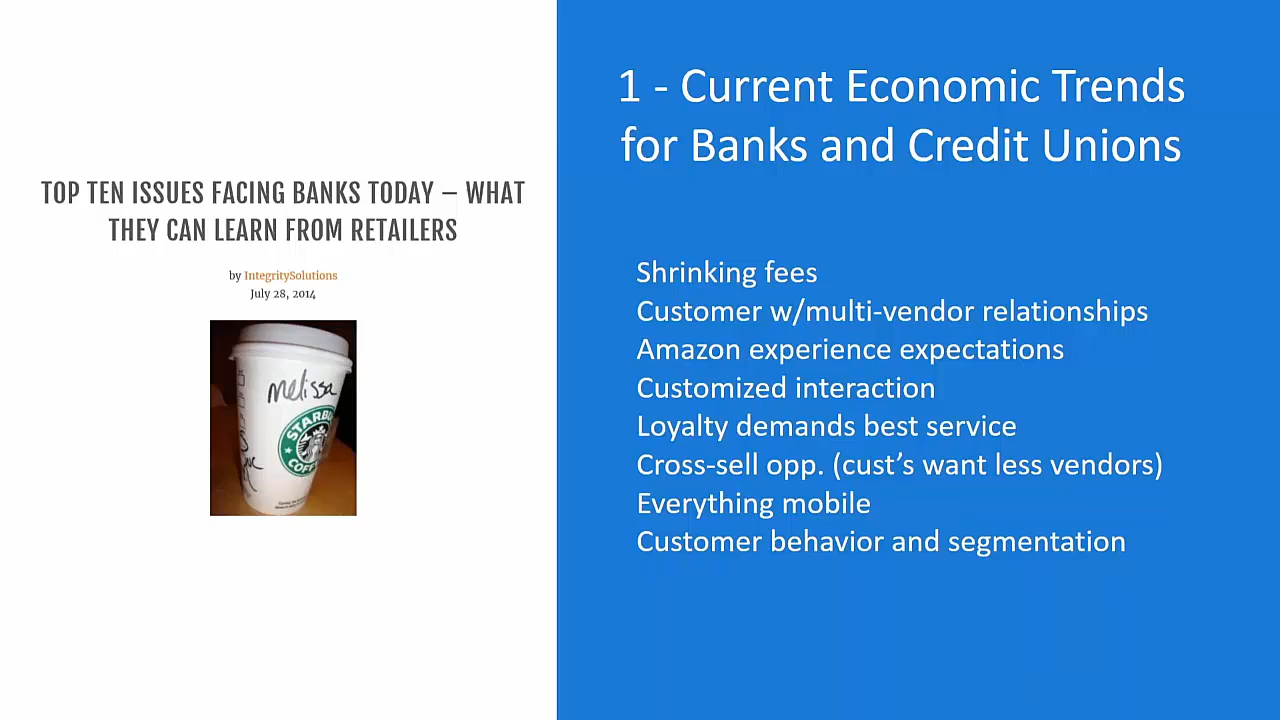 TOP TEN ISSUES FACING BANKS TODAY – WHAT
THEY CAN LEARN FROM RETAILERS
by IntegritySolutions
July 28, 2014
melissa
STARBU
COFFE
1 - Current Economic Trends
for Banks and Credit Unions
Shrinking fees
Customer w/multi-vendor relationships
Amazon experience expectations
Customized interaction
Loyalty demands best service
Cross-sell opp. (cust’s want less vendors)
Everything mobile
Customer behavior and segmentation